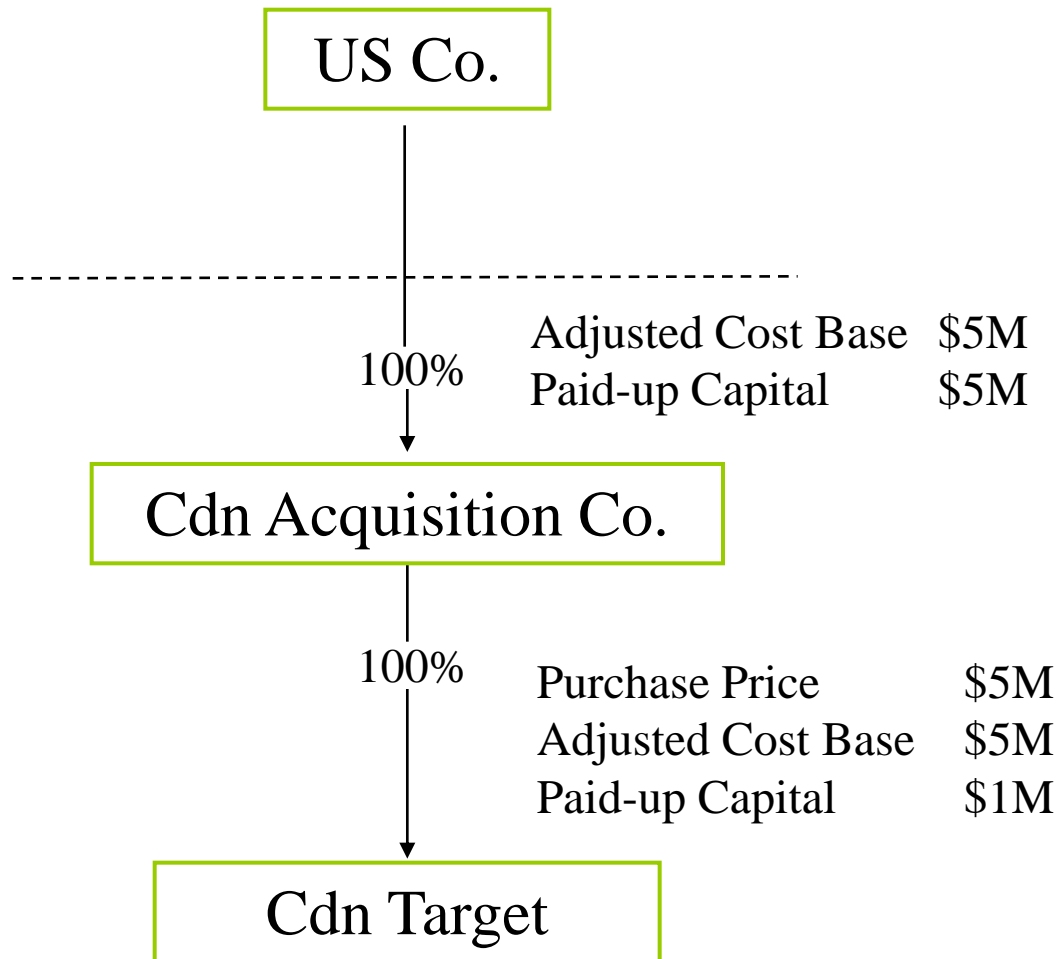 US Co.
Adjusted Cost Base $5M
100%
Paid-up Capital $5M
Cdn Acquisition Co.
100%
Purchase Price $5M
Adjusted Cost Base $5M
Paid-up Capital $1M
Cdn Target